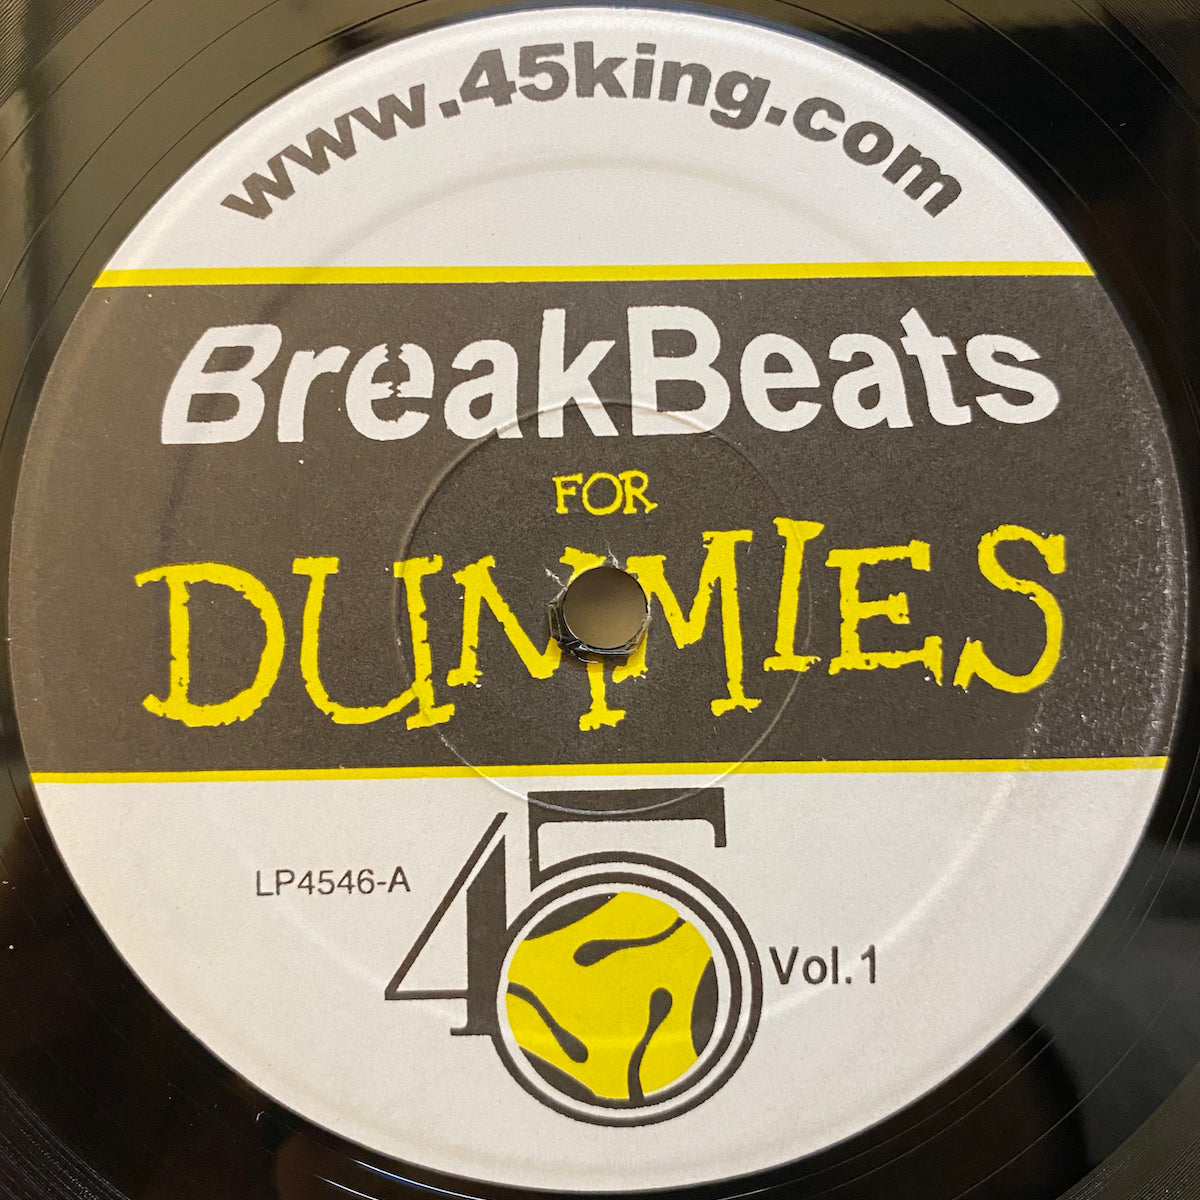 www.45king.com
BreakBeats
FOR
DUMMIES
45
LP4546-A
Vol.1